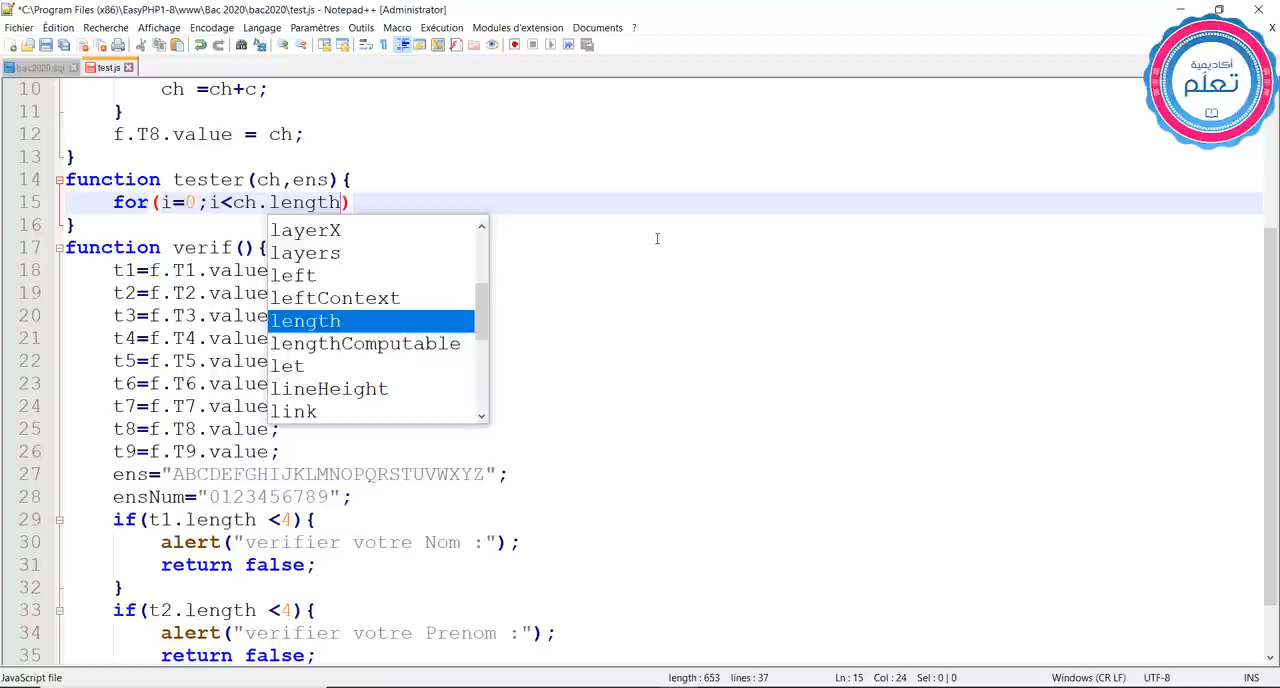 *C:\Program Files (x86)\EasyPHP1-8\www\Bac 2020\bac2020\test.js - Notepad++ [Administrator]
Fichier Édition Recherche Affichage Encodage Langage Paramètres Outils Macro Exécution Modules d'extension Documents ? X
bac2020.sql test.js
أكاديمية
تعلم
10 ch =ch+c;
11 }
12 f.T8.value = ch;
13 }
14 function tester(ch,ens){
15 for(i=0;i<ch.length)
16 }
17 function verif(){
18 t1=f.T1.value
19 t2=f.T2.value
20 t3=f.T3.value
21 t4=f.T4.value
22 t5=f.T5.value
23 t6=f.T6.value
24 t7=f.T7.value
25 t8=f.T8.value;
26 t9=f.T9.value;
27 ens="ABCDEFGHIJKLMNOPQRSTUVWXYZ";
28 ensNum="0123456789";
29 if(t1.length <4){
30 alert("verifier votre Nom :");
31 return false;
32 }
33 if(t2.length <4){
34 alert("verifier votre Prenom :");
35 return false;
layerX
layers
left
leftContext
length
lengthComputable
let
lineHeight
link
JavaScript file length : 653 lines : 37 Ln : 15 Col : 24 Sel : 0 | 0 Windows (CR LF) UTF-8 INS